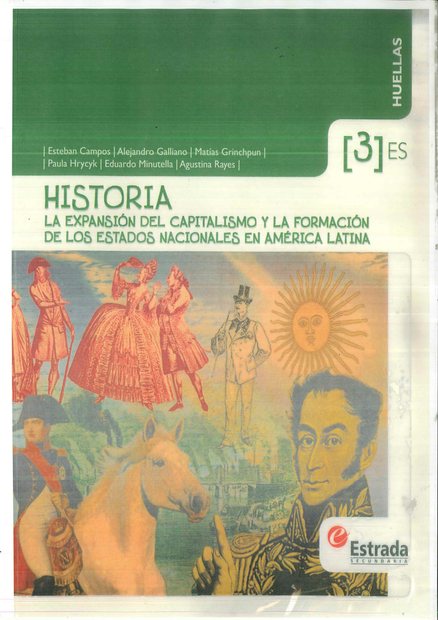 HUELLAS
| Esteban Campos | Alejandro Galliano | Matías Grinchpun |
| Paula Hrycyk | Eduardo Minutella | Agustina Rayes |
[3] ES
HISTORIA
LA EXPANSIÓN DEL CAPITALISMO Y LA FORMACIÓN
DE LOS ESTADOS NACIONALES EN AMÉRICA LATINA
e
Estrada
SECUNDARIA